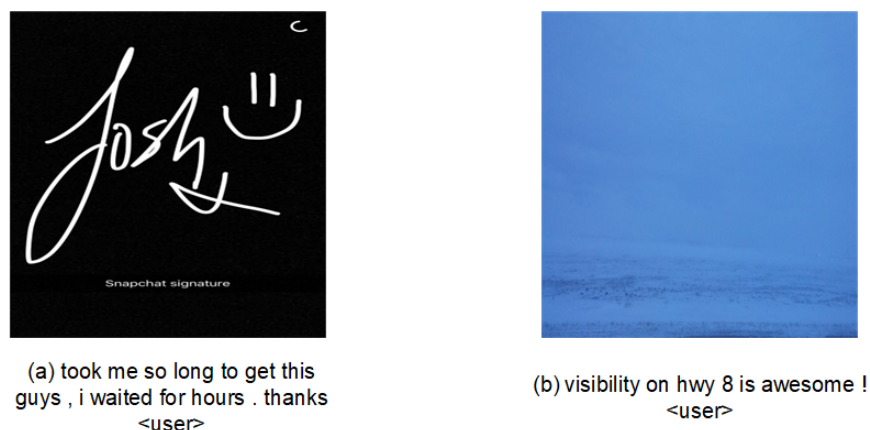 Josh
Snapchat signature
(a) took me so long to get this
guys , i waited for hours . thanks
<user>
(b) visibility on hwy 8 is awesome !
<user>